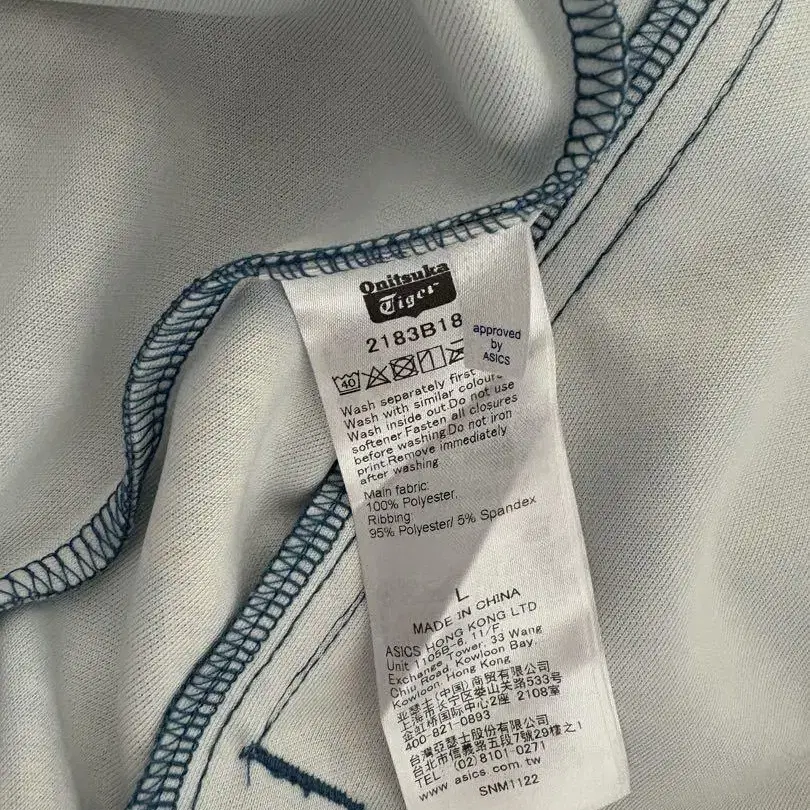 Onitsuka
Tiger
2183B18
approved
by
ASICS
40
Wash separately first
Wash with similar colours
Wash inside out.Do not use
softener.Fasten all closures
before washing.Do not iron
print.Remove immediately
after washing
Main fabric:
100% Polyester.
Ribbing
95% Polyester/ 5% Spandex
L
MADE IN CHINA
ASICS HONG KONG LTD
Unit 1105B-6, 11/F,
Exchange Tower, 33 Wang
Chiu Road, Kowloon Bay,
Kowloon, Hong Kong
亚瑟士(中国)商贸有限公司
上海市长宁区娄山关路533号
金虹桥国际中心2座 2108室
400-821-0893
台灣亞瑟士股份有限公司
台北市信義路五段7號29樓之1
TEL (02)8101-0271
www.asics.com.tw
SNM1122